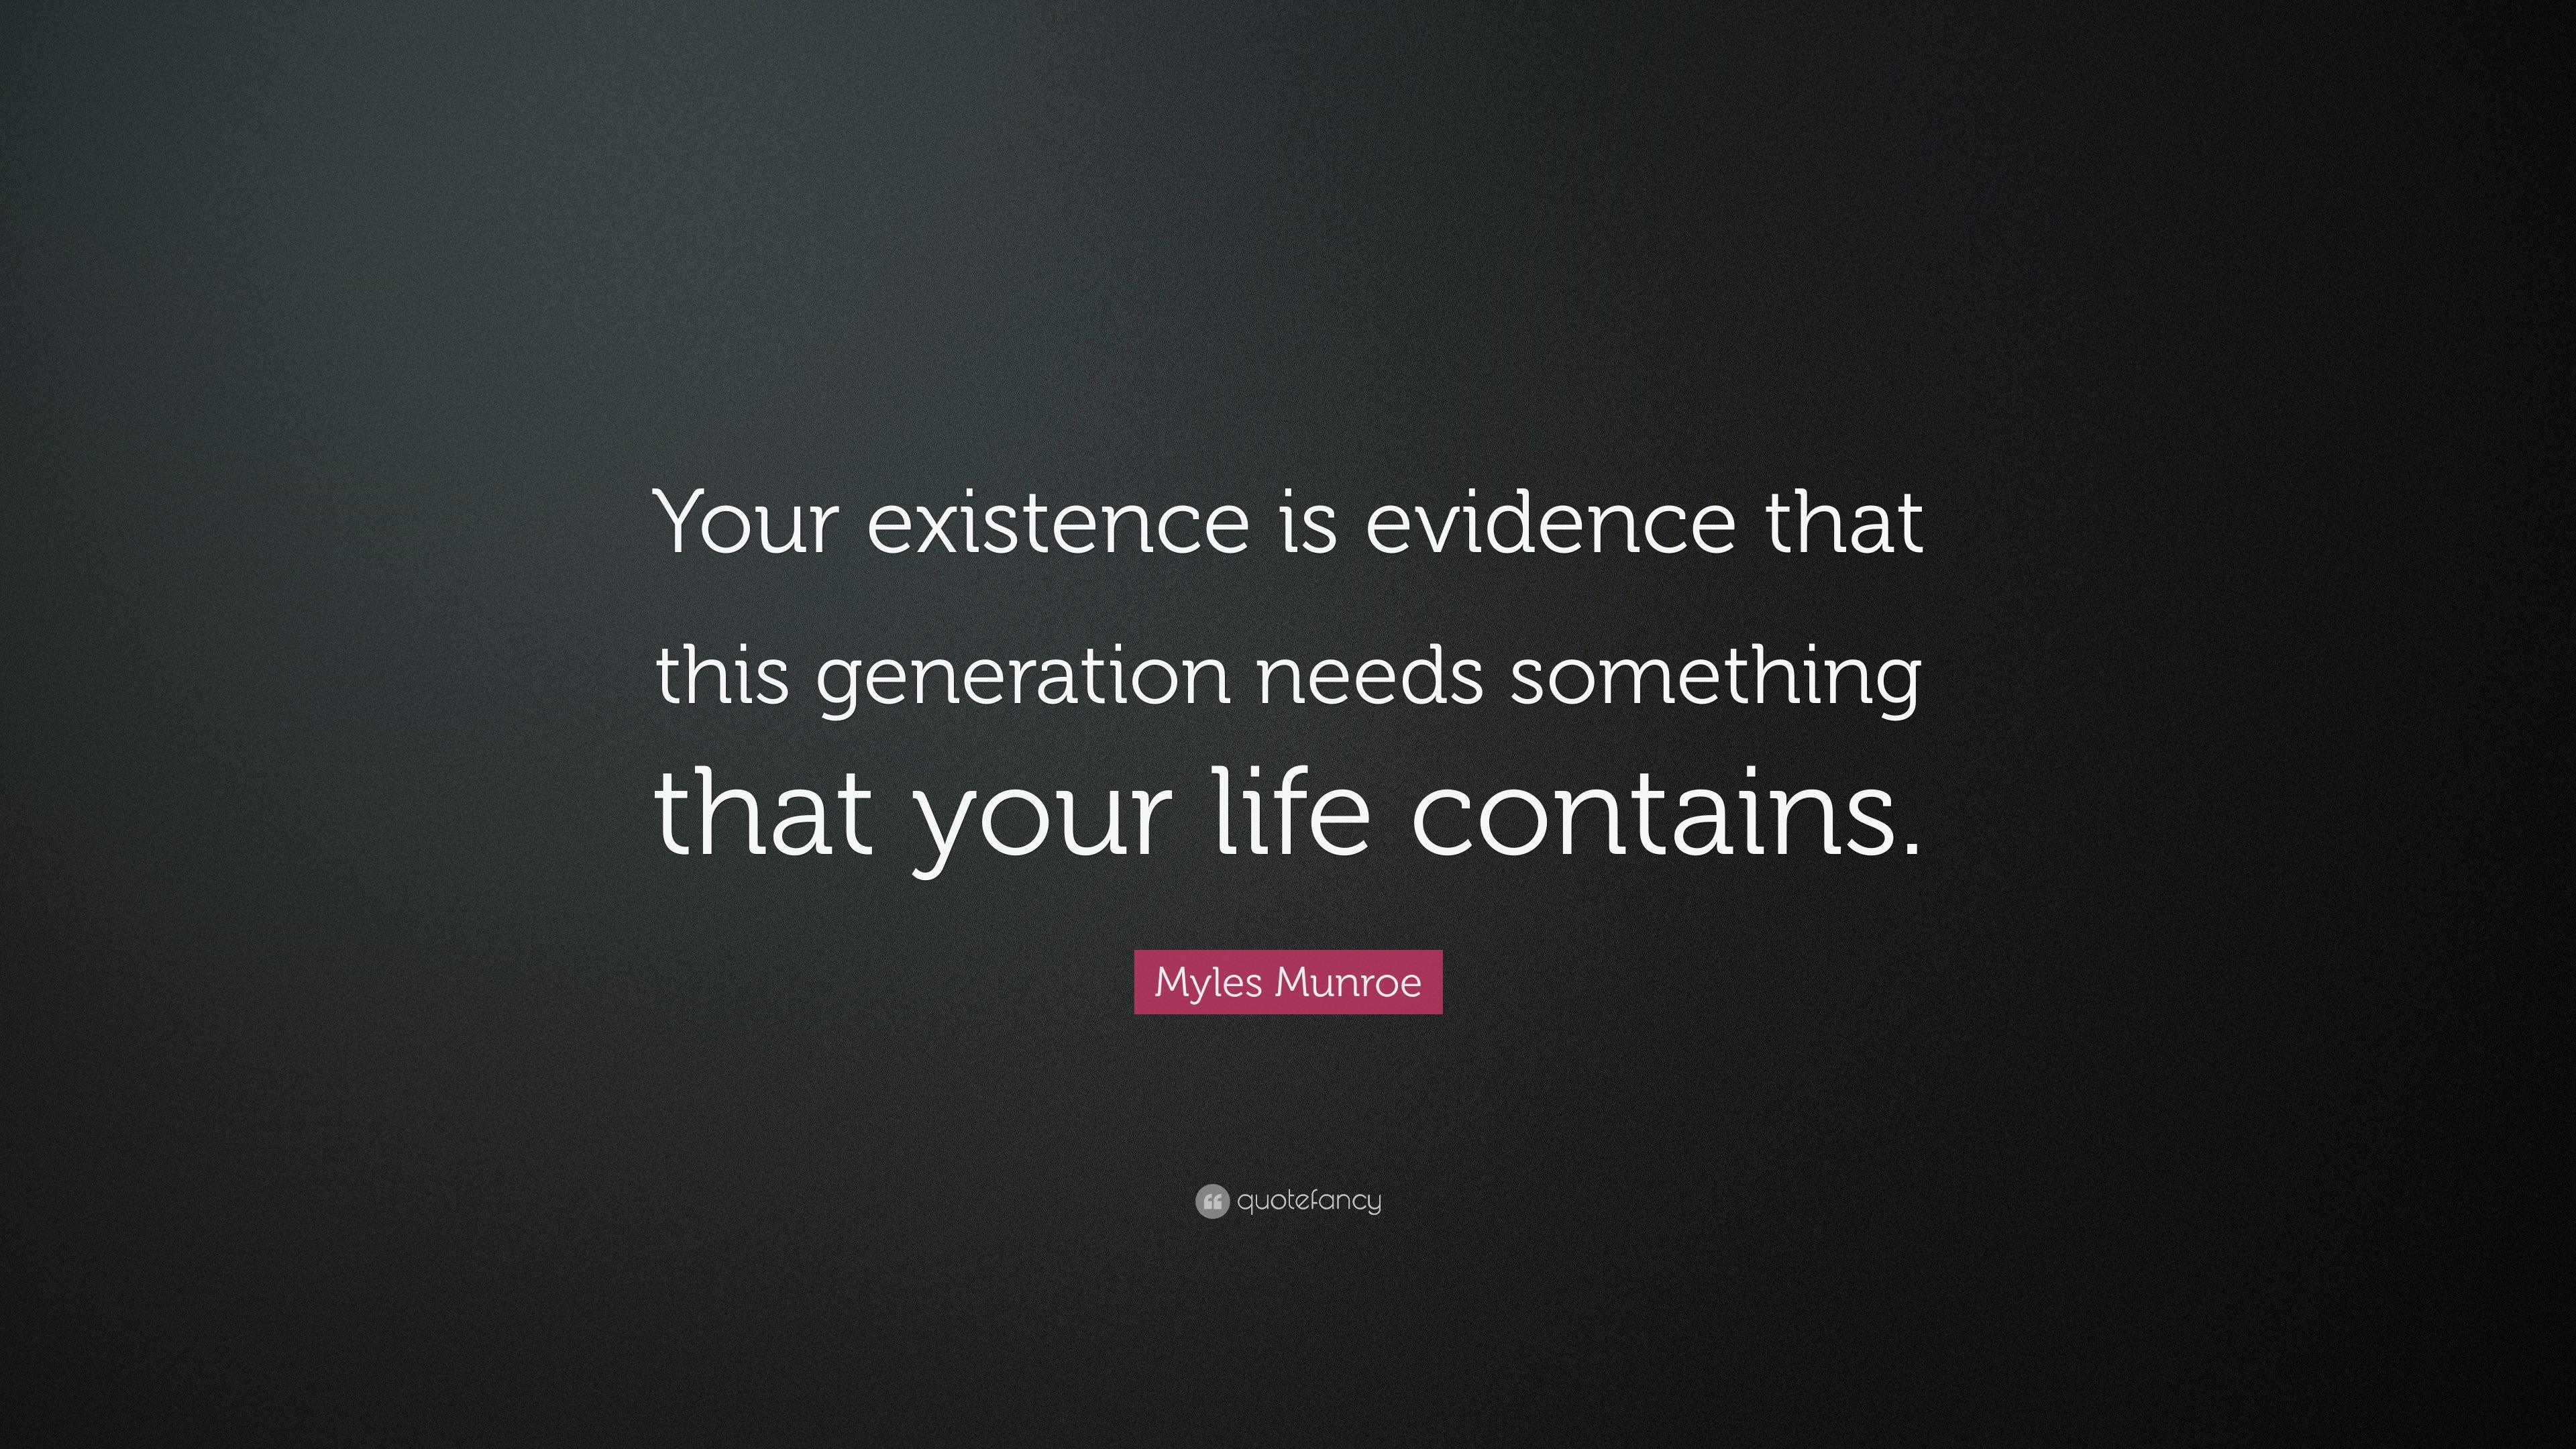 Your existence is evidence that
this generation needs something
that your life contains.
Myles Munroe
quotefancy